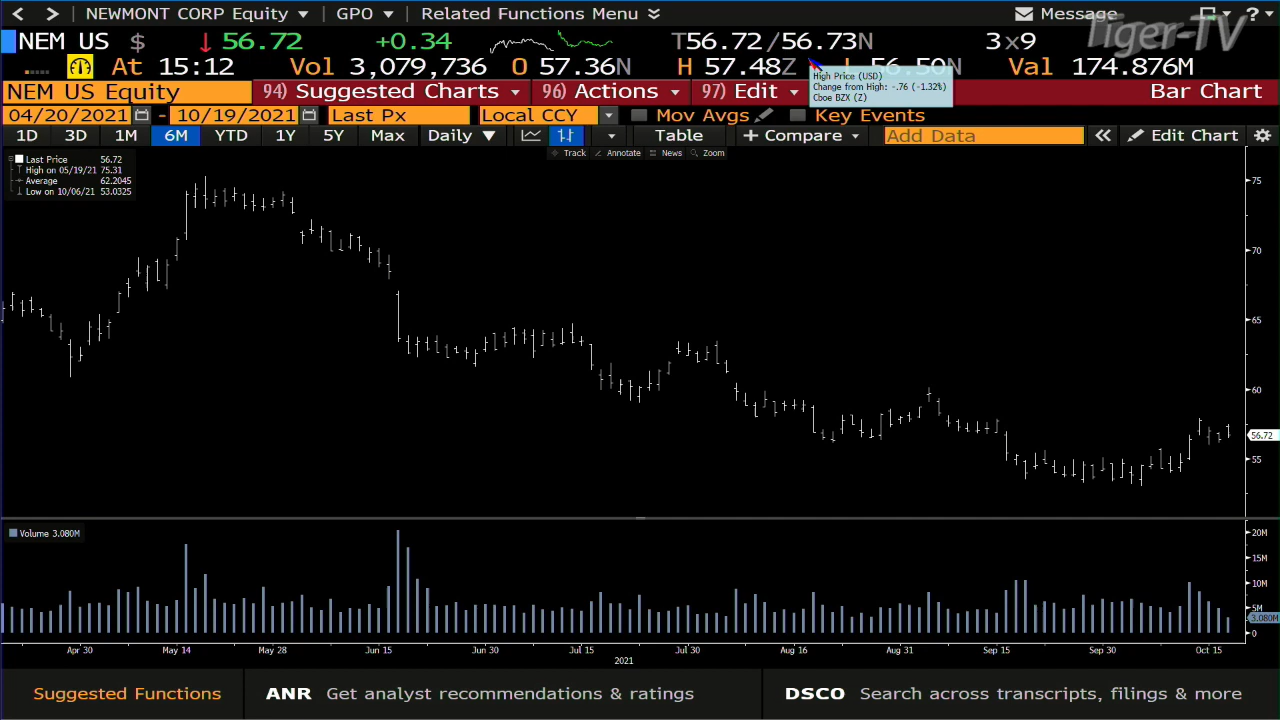 < > NEWMONT CORP Equity GPO Related Functions Menu Message ?
Tiger-TV
NEM US $ 56.72 +0.34 T56.72 /56.73N 3×9
At 15:12 Vol 3,079,736 O 57.36N H 57.48Z L 56.50N Val 174.876M
High Price (USD)
Change from High: -.76 (-1.32%)
Cboe BZX (Z)
NEM US Equity 94) Suggested Charts 96) Actions 97) Edit Bar Chart
04/20/2021 - 10/19/2021 Last Px Local CCY Mov Avgs Key Events
1D 3D 1M 6M YTD 1Y 5Y Max Daily ▼ Table + Compare Add Data « Edit Chart
Track Annotate News Zoom
Last Price 56.72
High on 05/19/21 75.31
Average 62.2045
Low on 10/06/21 53.0325
75
70
65
60
56.72
55
Volume 3.080M
20M
15M
10M
5M
3.080M
0
Apr 30 May 14 May 28 Jun 15 Jun 30 Jul 15 Jul 30 Aug 16 Aug 31 Sep 15 Sep 30 Oct 15
2021
Suggested Functions ANR Get analyst recommendations & ratings DSCO Search across transcripts, filings & more